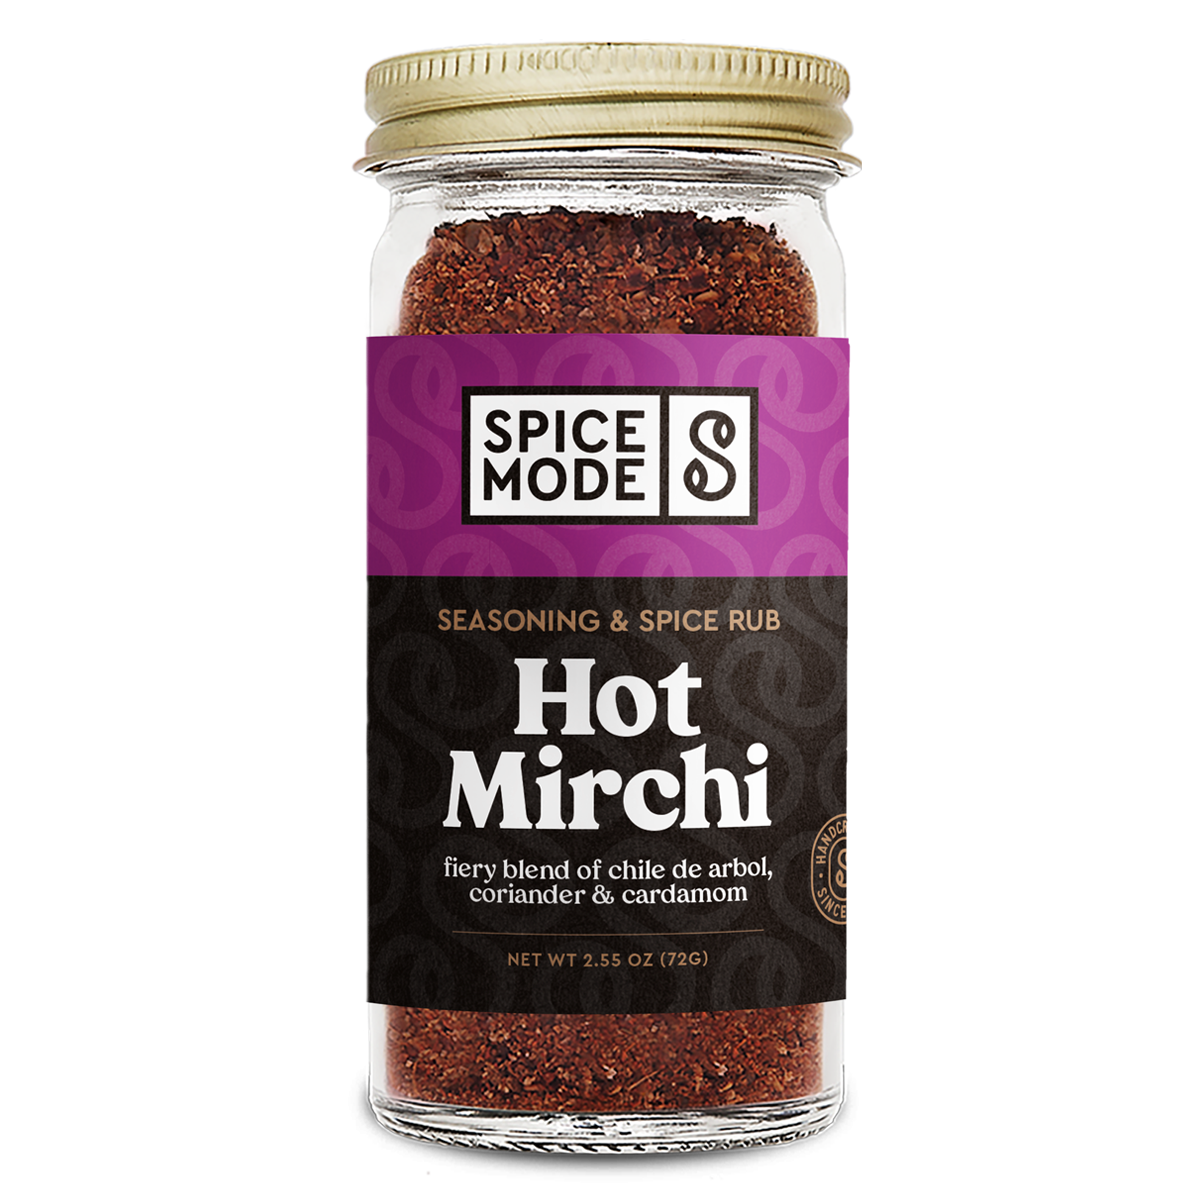 SPICE
MODE
S
SEASONING & SPICE RUB
Hot
Mirchi
fiery blend of chile de arbol,
coriander & cardamom
NET WT 2.55 OZ (72G)
SINCE